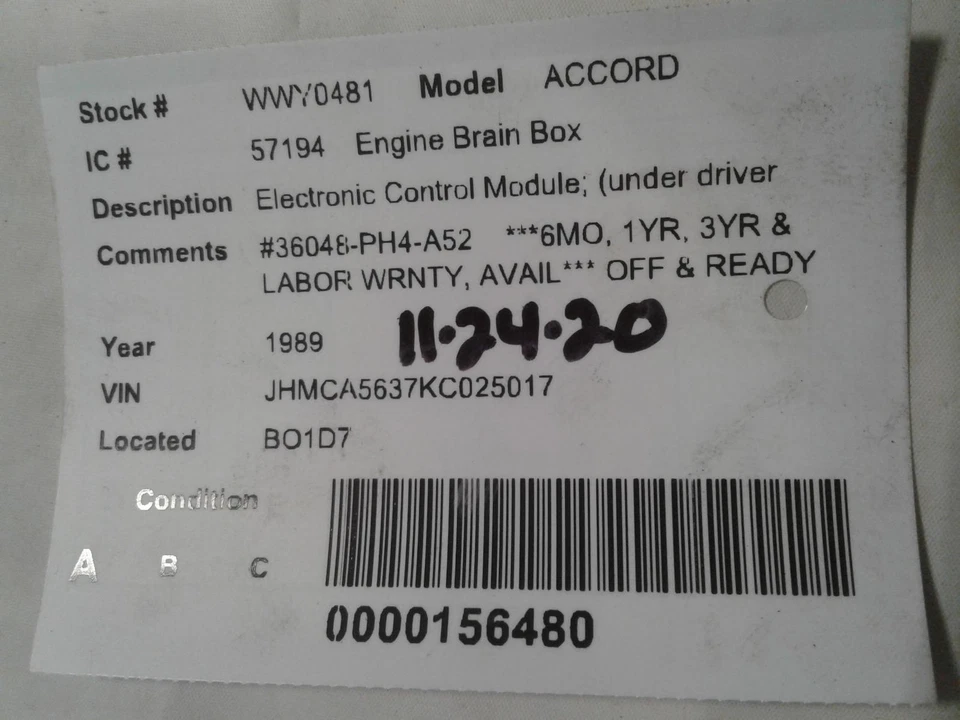 Stock # WWY0481 Model ACCORD
IC # 57194 Engine Brain Box
Description Electronic Control Module; (under driver
Comments #36048-PH4-A52 ***6MO, 1YR, 3YR &
LABOR WRNTY, AVAIL*** OFF & READY
Year 1989 11·24·20
VIN JHMCA5637KC025017
Located BO1D7
Condition
A B C
0000156480